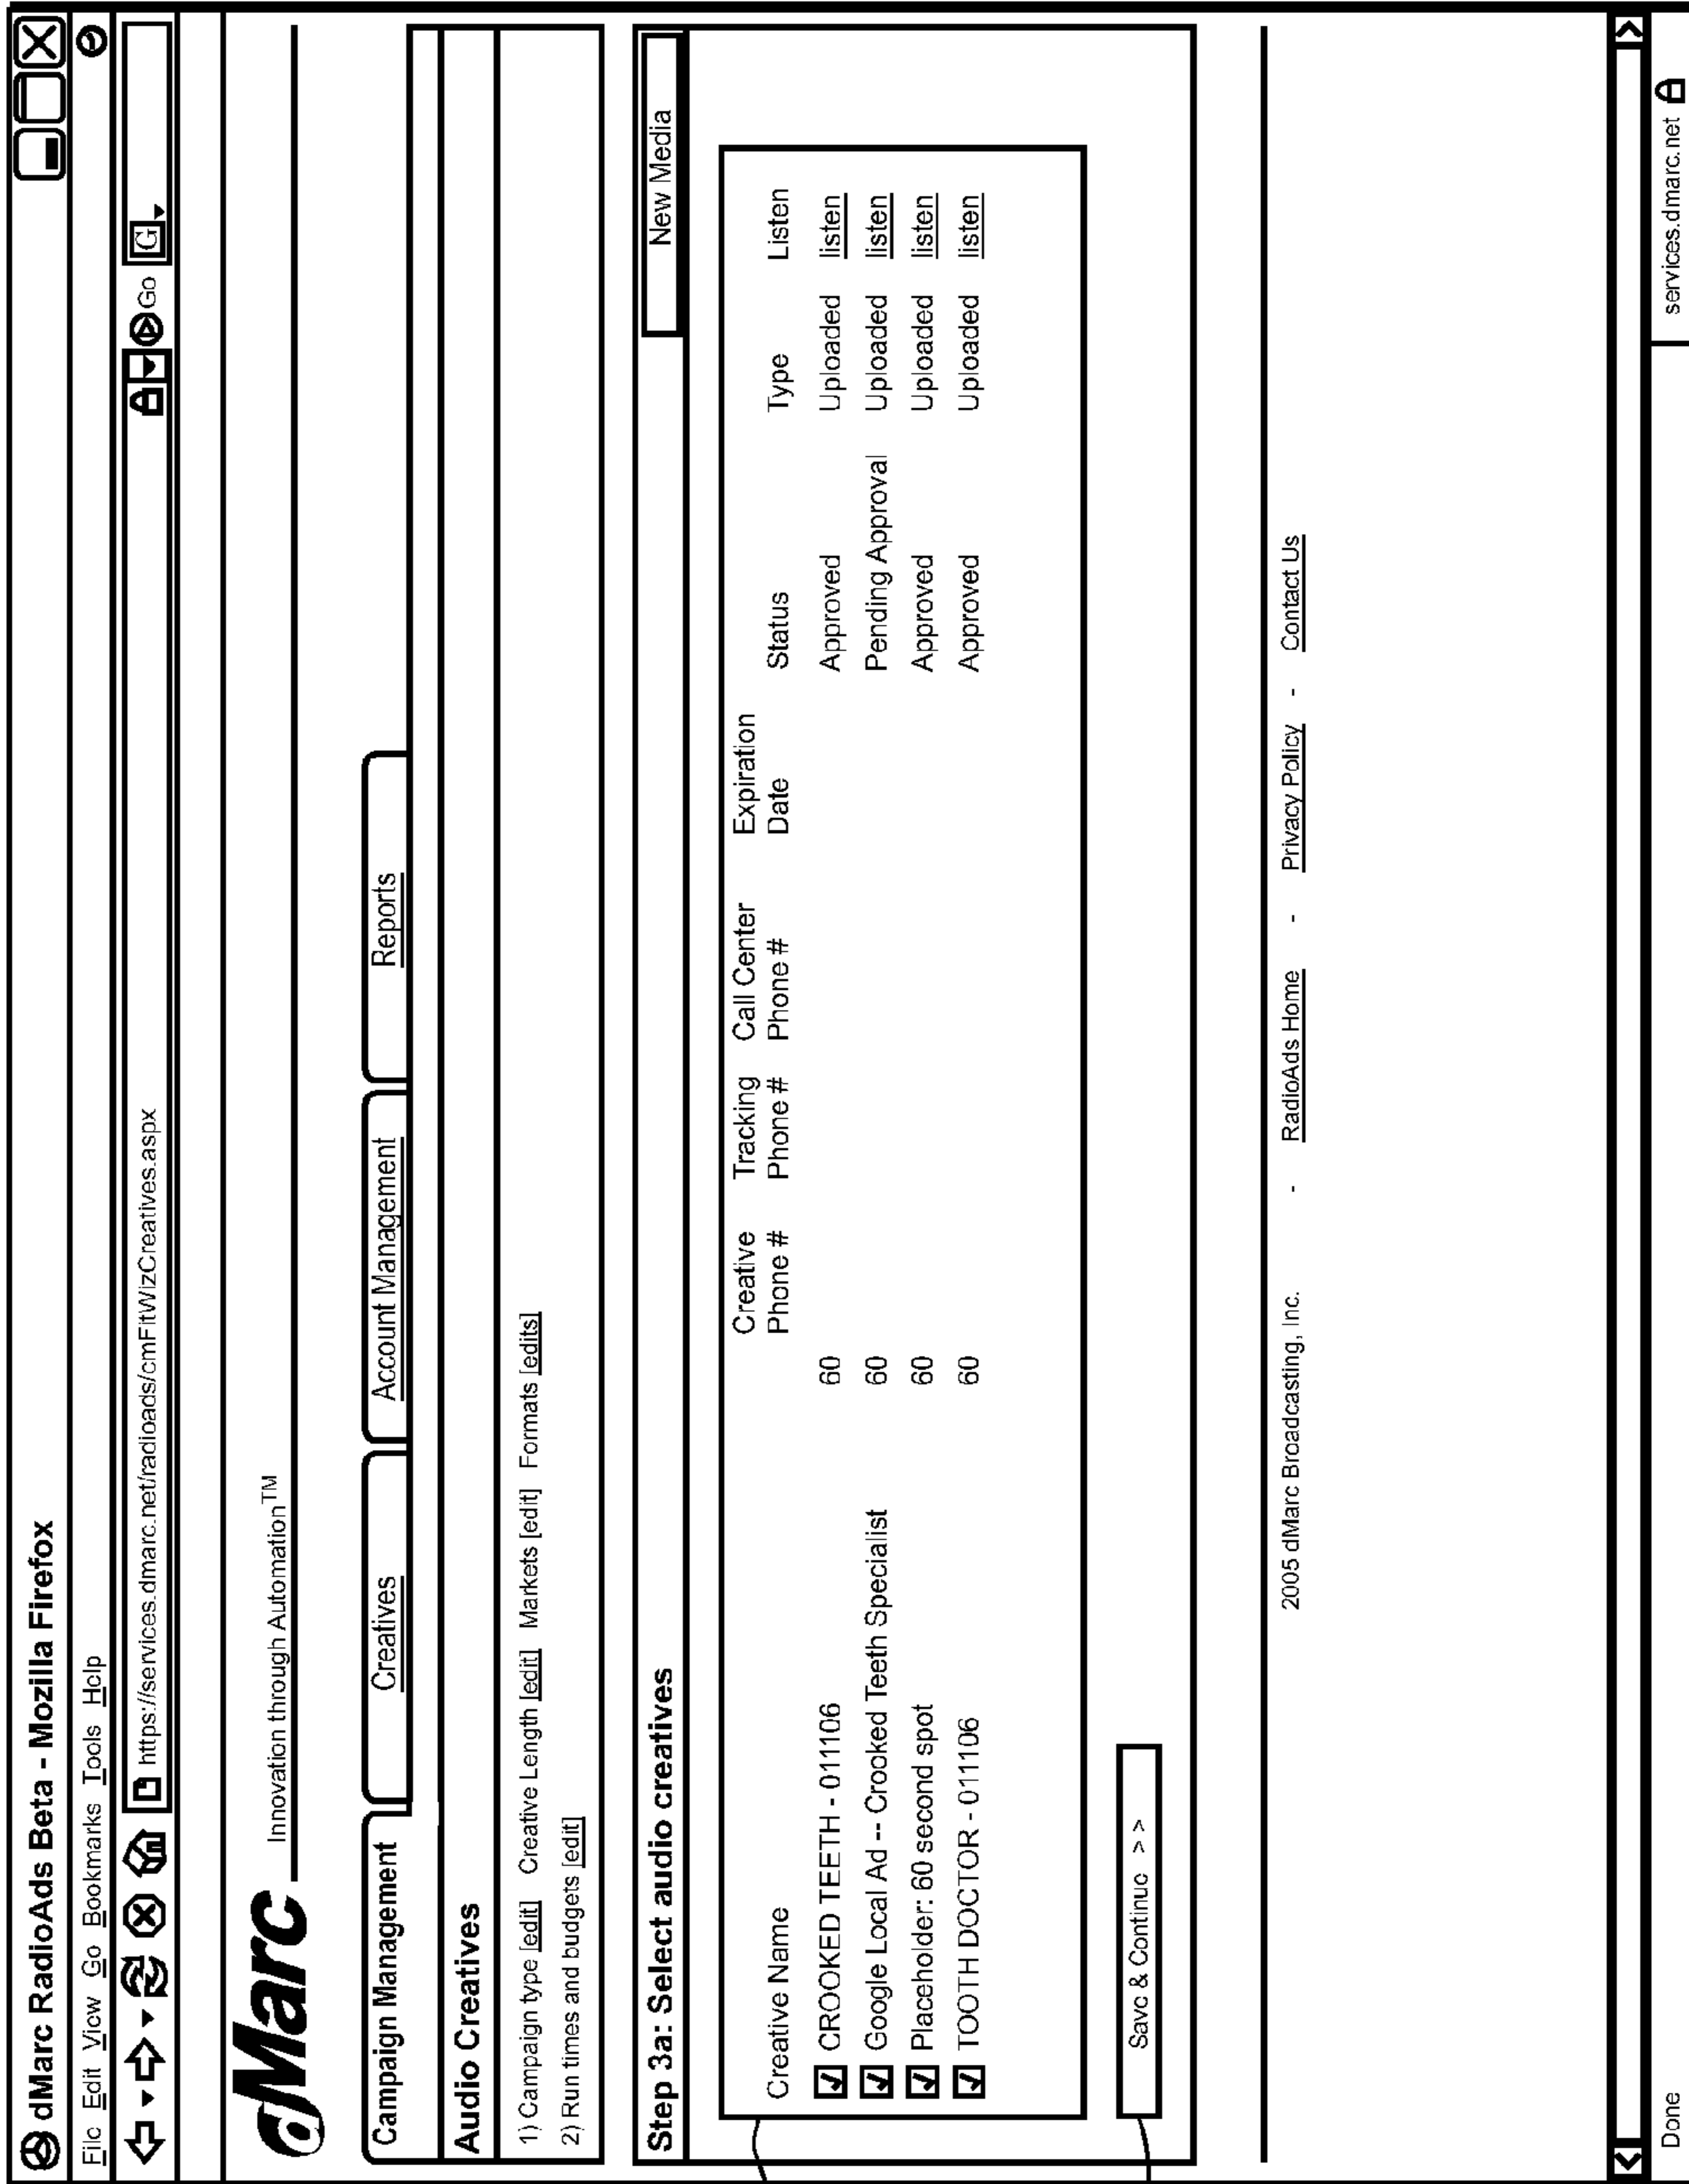 dMarc RadioAds Beta - Mozilla Firefox
File Edit View Go Bookmarks Tools Help
https://services.dmarc.net/radioads/cmFitWizCreatives.aspx Go G
dMarc Innovation through Automation™
Campaign Management Creatives Account Management Reports
Audio Creatives
1) Campaign type [edit] Creative Length [edit] Markets [edit] Formats [edits]
2) Run times and budgets [edit]
Step 3a: Select audio creatives
New Media
Creative Tracking Call Center Expiration
Creative Name Phone # Phone # Phone # Date Status Type Listen
CROOKED TEETH - 011106 60 Approved Uploaded listen
Google Local Ad -- Crooked Teeth Specialist 60 Pending Approval Uploaded listen
Placeholder: 60 second spot 60 Approved Uploaded listen
TOOTH DOCTOR - 011106 60 Approved Uploaded listen
Save & Continue >>
2005 dMarc Broadcasting, Inc. - RadioAds Home - Privacy Policy - Contact Us
Done services.dmarc.net